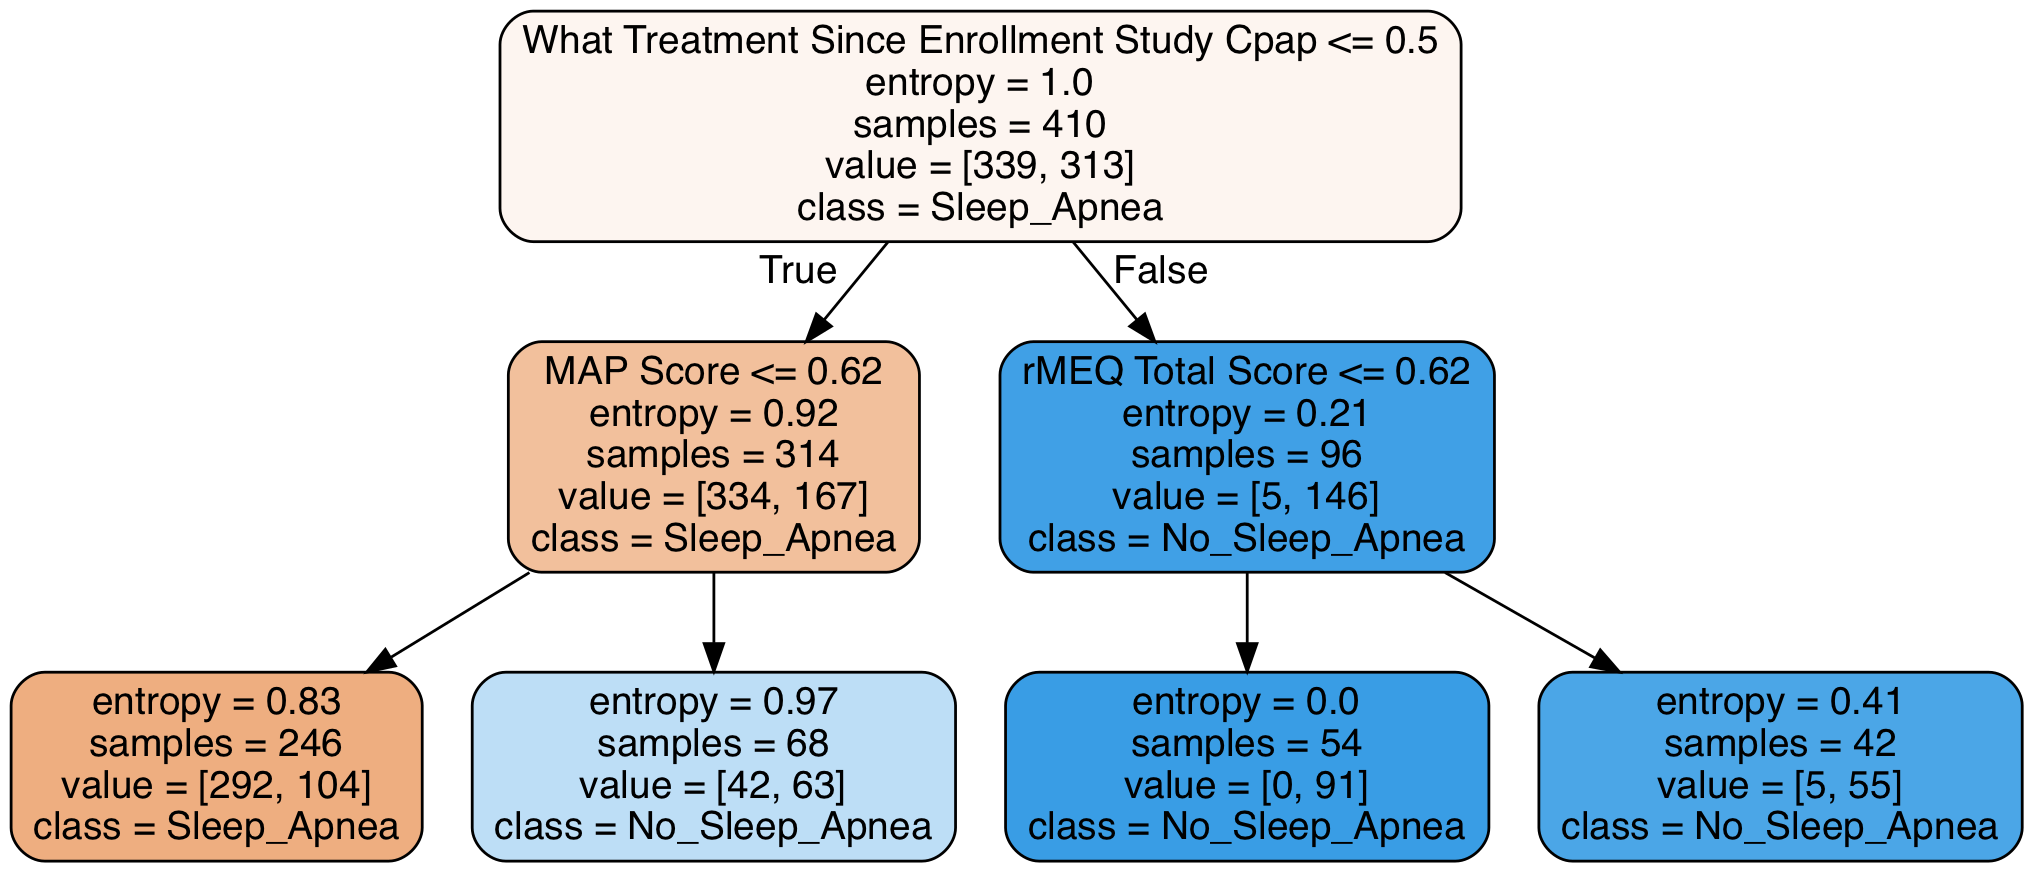 What Treatment Since Enrollment Study Cpap <= 0.5
entropy = 1.0
samples = 410
value = [339, 313]
class = Sleep_Apnea
True
False
MAP Score <= 0.62
entropy = 0.92
samples = 314
value = [334, 167]
class = Sleep_Apnea
rMEQ Total Score <= 0.62
entropy = 0.21
samples = 96
value = [5, 146]
class = No_Sleep_Apnea
entropy = 0.83
samples = 246
value = [292, 104]
class = Sleep_Apnea
entropy = 0.97
samples = 68
value = [42, 63]
class = No_Sleep_Apnea
entropy = 0.0
samples = 54
value = [0, 91]
class = No_Sleep_Apnea
entropy = 0.41
samples = 42
value = [5, 55]
class = No_Sleep_Apnea